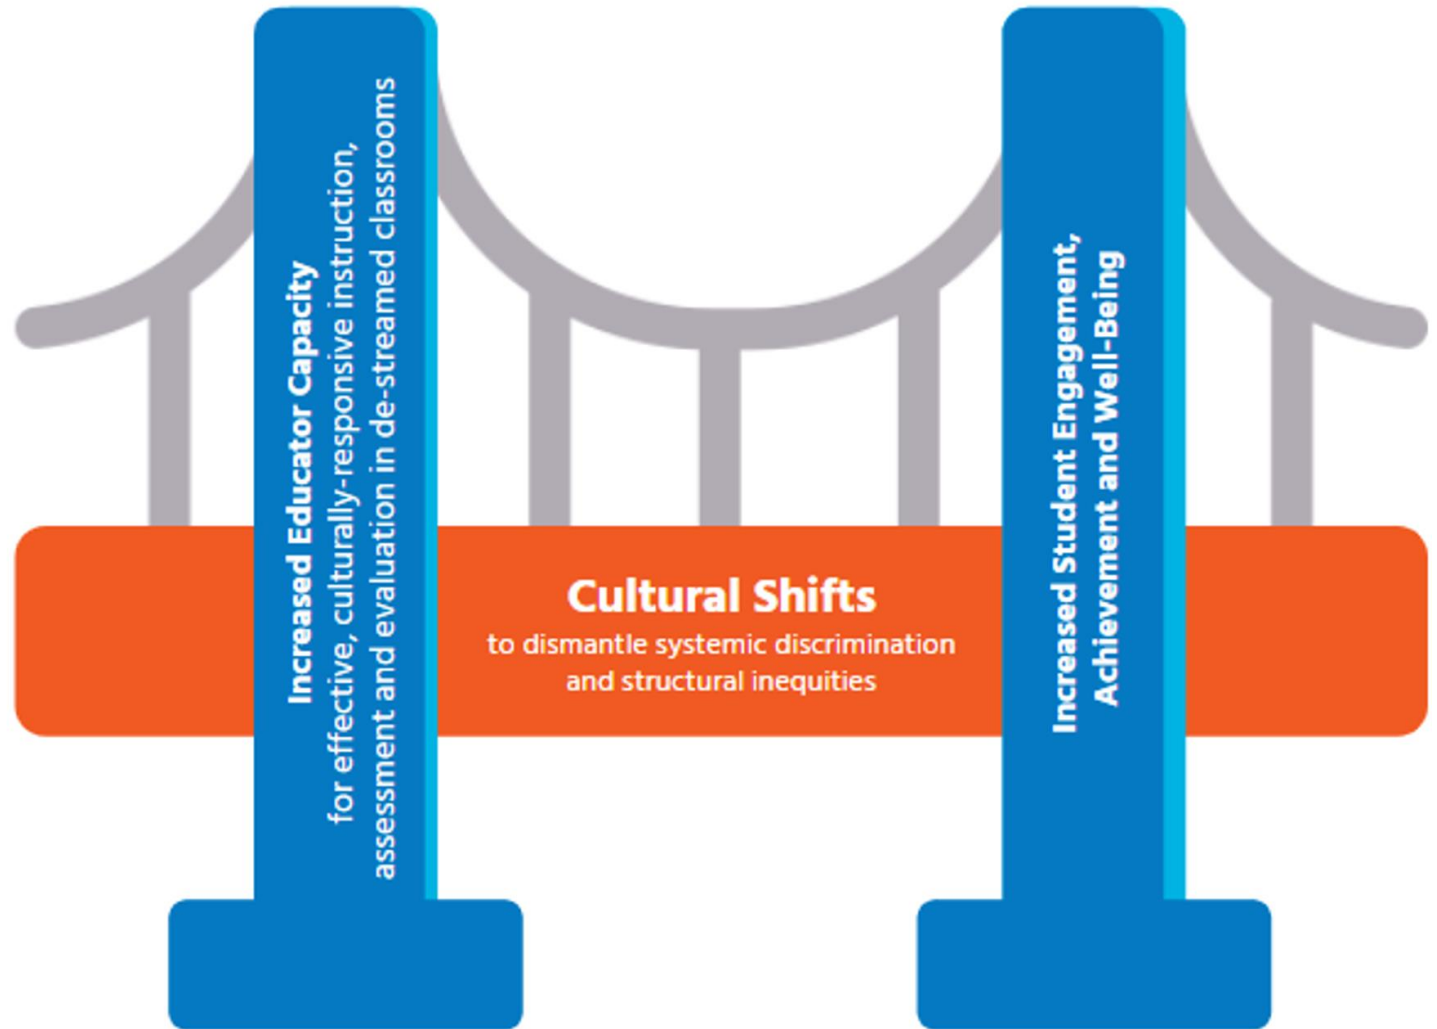 Increased Educator Capacity
for effective, culturally-responsive instruction,
assessment and evaluation in de-streamed classrooms
Cultural Shifts
to dismantle systemic discrimination
and structural inequities
Increased Student Engagement,
Achievement and Well-Being